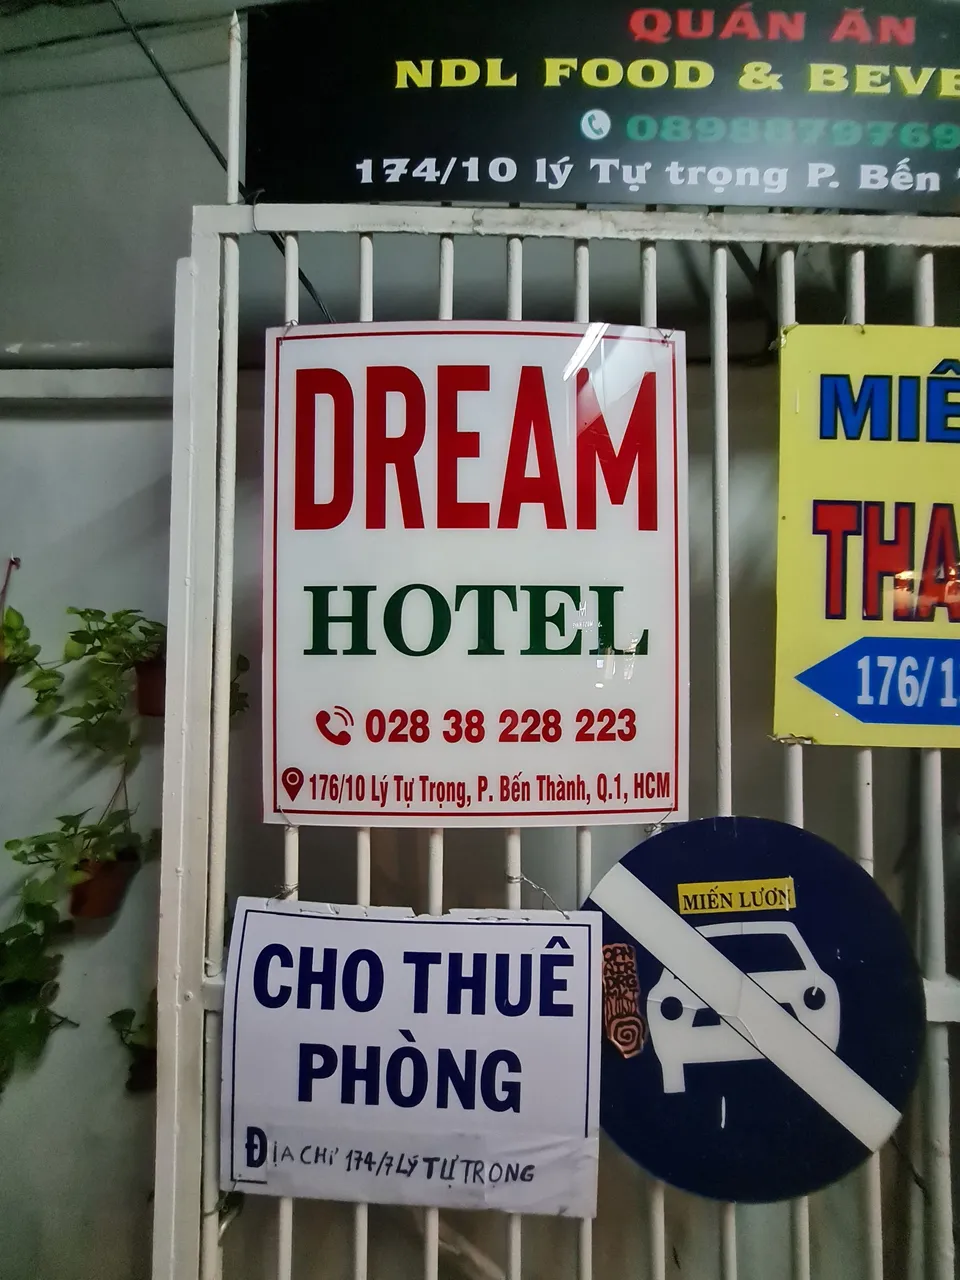 QUÁN ĂN
NDL FOOD & BEVE
0898879769
174/10 lý Tự trọng P. Bến
DREAM
HOTEL
028 38 228 223
176/10 Lý Tự Trọng, P. Bến Thành, Q.1, HCM
MIẾ
THA
176/1
MIẾN LƯƠN
CHO THUÊ
PHÒNG
ĐỊA CHỈ 174/7 LÝ TỰ TRỌNG